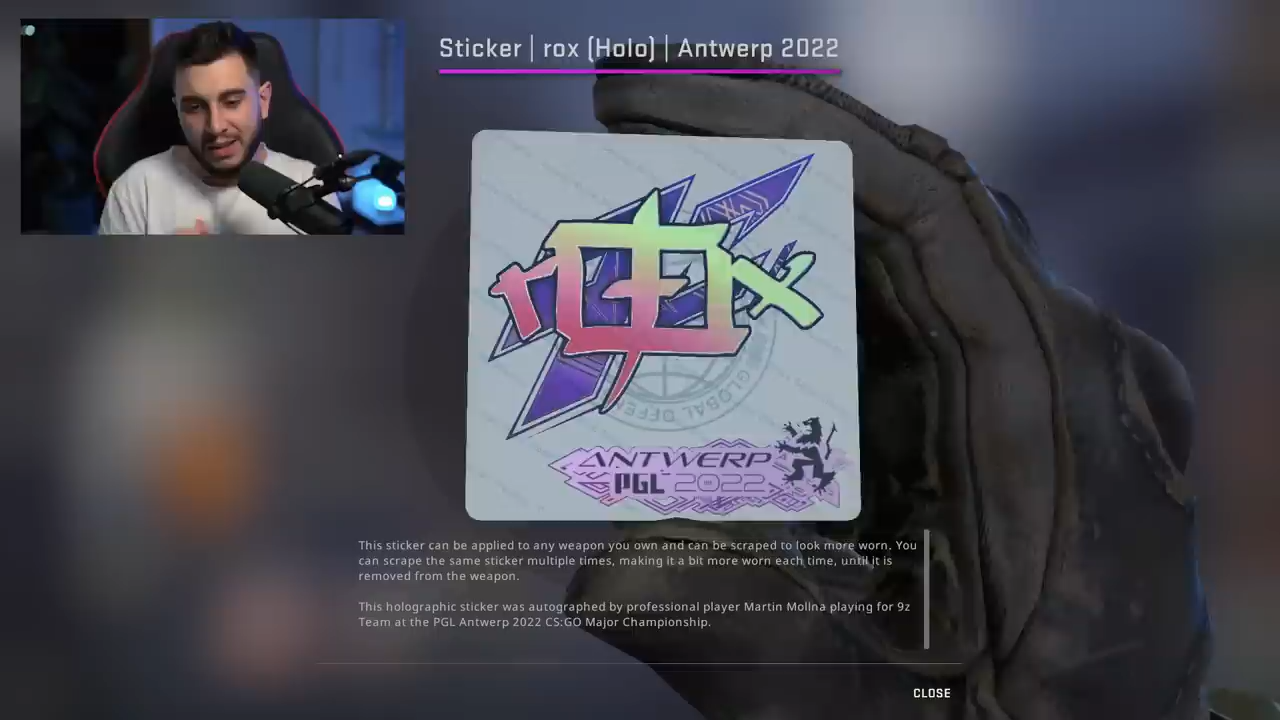 Sticker | rox (Holo) | Antwerp 2022
rox
GLOBAL OFFEN
ANTWERP
PGL 2022
This sticker can be applied to any weapon you own and can be scraped to look more worn. You
can scrape the same sticker multiple times, making it a bit more worn each time, until it is
removed from the weapon.
This holographic sticker was autographed by professional player Martin Molina playing for 9z
Team at the PGL Antwerp 2022 CS:GO Major Championship.
CLOSE